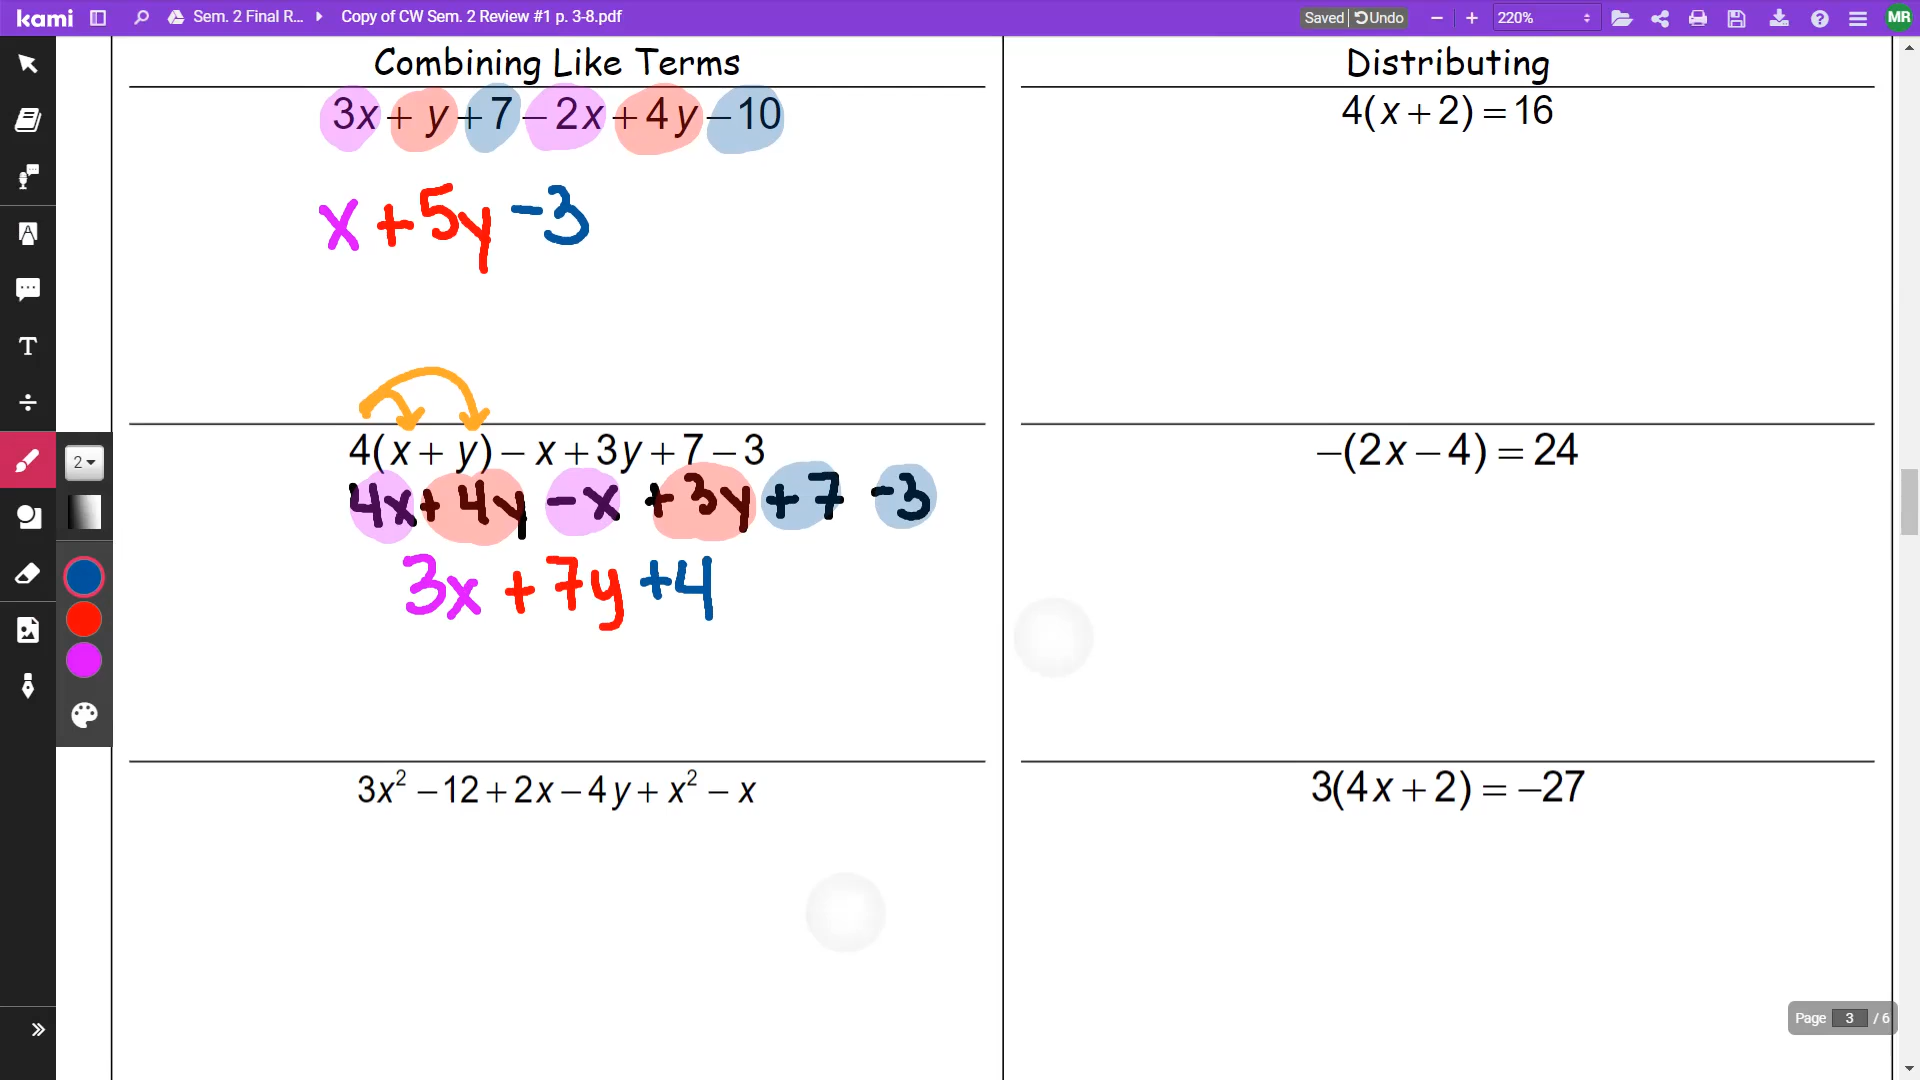 kami Sem. 2 Final R... Copy of CW Sem. 2 Review #1 p. 3-8.pdf Saved Undo 220% MR
Combining Like Terms
3x + y + 7 − 2x + 4y − 10
x + 5y - 3
4(x + y) − x + 3y + 7 − 3
4x + 4y - x + 3y + 7 - 3
3x + 7y + 4
3x² − 12 + 2x − 4y + x² − x
Distributing
4(x + 2) = 16
−(2x − 4) = 24
3(4x + 2) = −27
2
Page 3 / 6